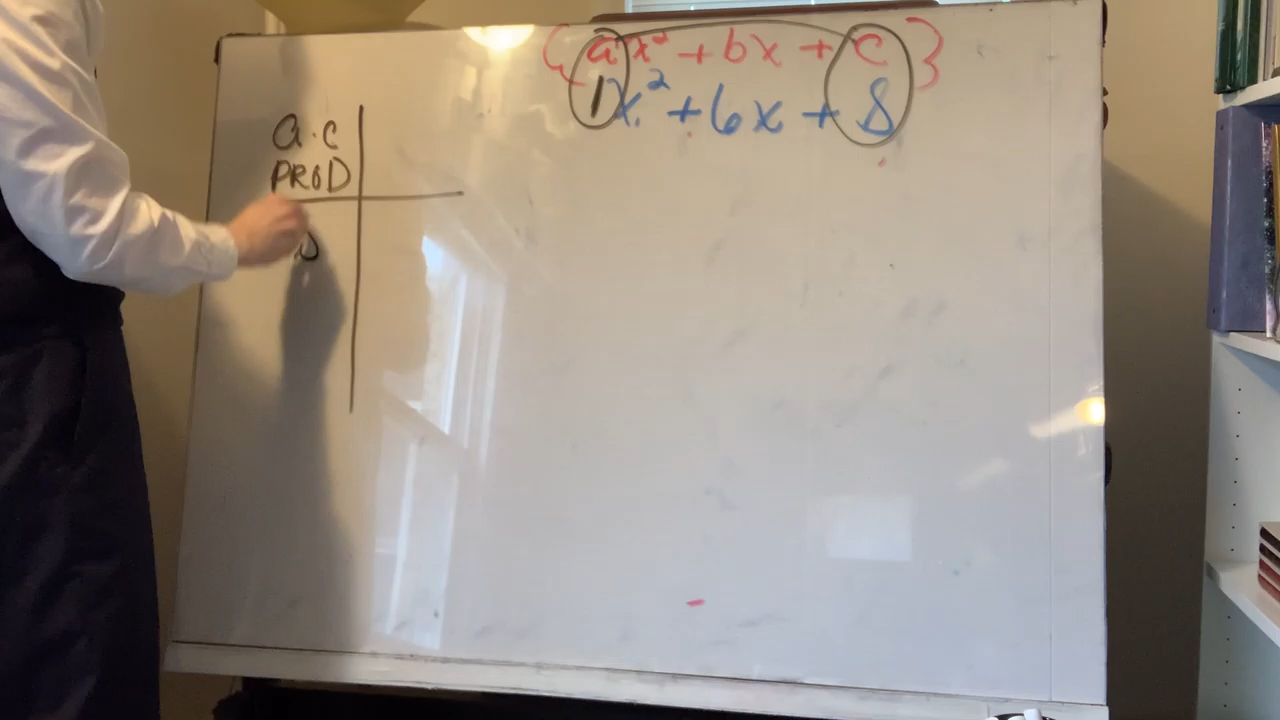 {ax² + bx + c}
1x² + 6x + 8
a·c
PROD